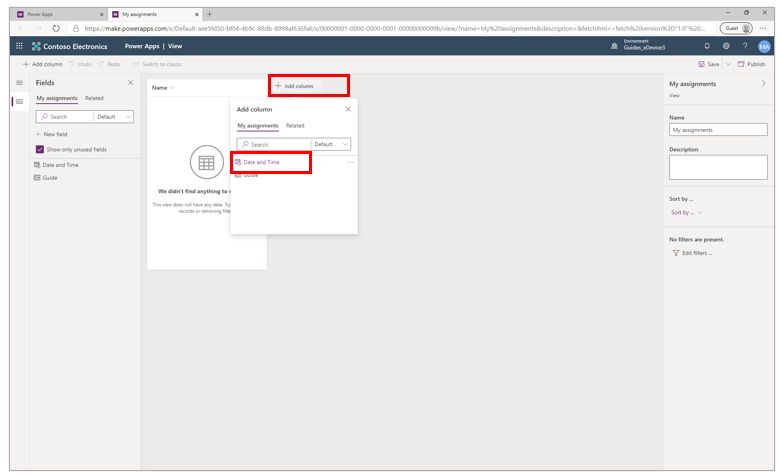 Power Apps
My assignments
https://make.powerapps.com/e/Default-aee5fd50-bf04-4b9c-89db-8998af636fa6/s/00000001-0000-0000-0001-00000000009b/view/?name=My%20assignments&description=&fetchXml=<fetch%20version%3D"1.0"%20...
Guest
Contoso Electronics
Power Apps | View
Environment
Guides_xDevice3
MA
Add column
Undo
Redo
Switch to classic
Save
Publish
Fields
My assignments
Related
Search
Default
New field
Show only unused fields
Date and Time
Guide
Name
Add column
We didn't find anything to
This view does not have any data. Try
records or removing
Add column
My assignments
Related
Search
Default
Date and Time
Guide
My assignments
View
Name
My assignments
Description
Sort by ...
Sort by ...
No filters are present.
Edit filters ...